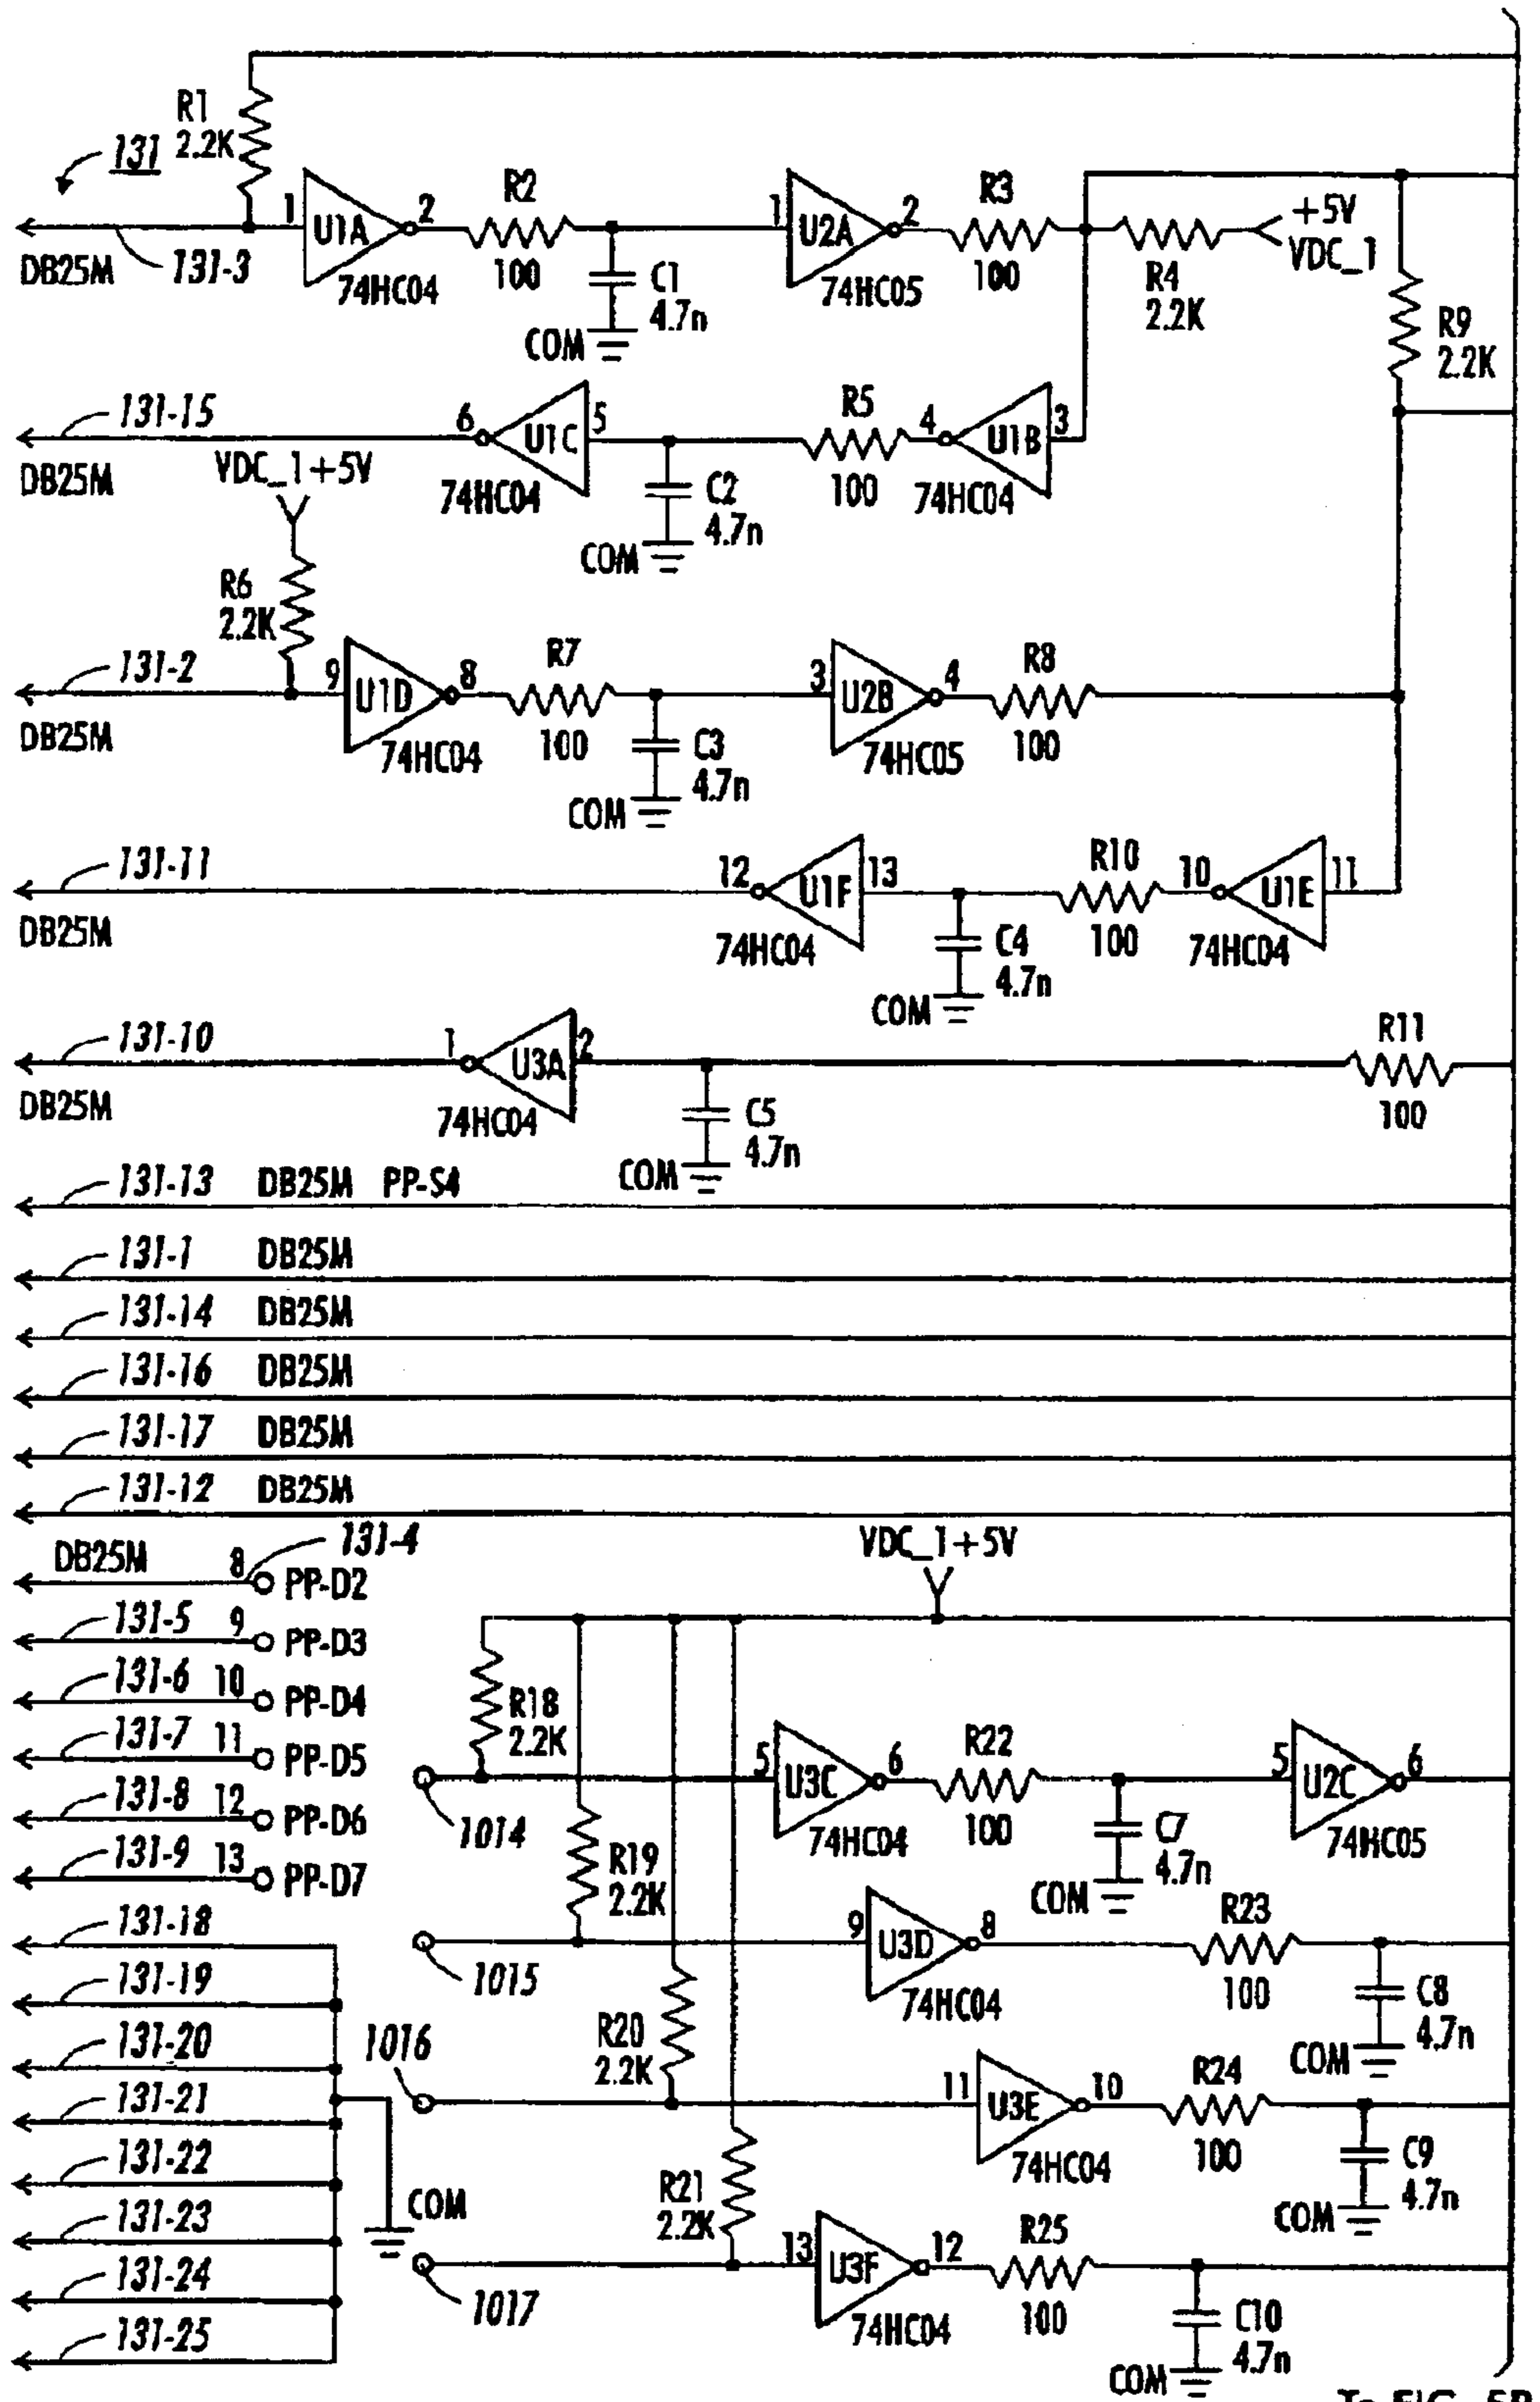 R1
2.2K
131
1 U1A 2
74HC04
R2
100
C1
4.7n
COM
1 U2A 2
74HC05
R3
100
R4
2.2K
+5V
VDC_1
R9
2.2K
DB25M
131-3
131-15
DB25M
6 U1C 5
74HC04
C2
4.7n
COM
R5
100
4 U1B 3
74HC04
VDC_1+5V
R6
2.2K
131-2
DB25M
9 U1D 8
74HC04
R7
100
C3
4.7n
COM
3 U2B 4
74HC05
R8
100
131-11
DB25M
12 U1F 13
74HC04
C4
4.7n
COM
R10
100
10 U1E 11
74HC04
131-10
DB25M
1 U3A 2
74HC04
C5
4.7n
COM
R11
100
131-13 DB25M PP-S4
131-1 DB25M
131-14 DB25M
131-16 DB25M
131-17 DB25M
131-12 DB25M
DB25M 8 131-4 PP-D2
131-5 9 PP-D3
131-6 10 PP-D4
131-7 11 PP-D5
131-8 12 PP-D6
131-9 13 PP-D7
VDC_1+5V
R18
2.2K
1014
5 U3C 6
74HC04
R22
100
C7
4.7n
COM
5 U2C 6
74HC05
R19
2.2K
1015
9 U3D 8
74HC04
R23
100
C8
4.7n
COM
R20
2.2K
1016
11 U3E 10
74HC04
R24
100
C9
4.7n
COM
R21
2.2K
1017
13 U3F 12
74HC04
R25
100
C10
4.7n
COM
131-18
131-19
131-20
131-21
131-22
131-23
131-24
131-25
COM
To FIG. 5B